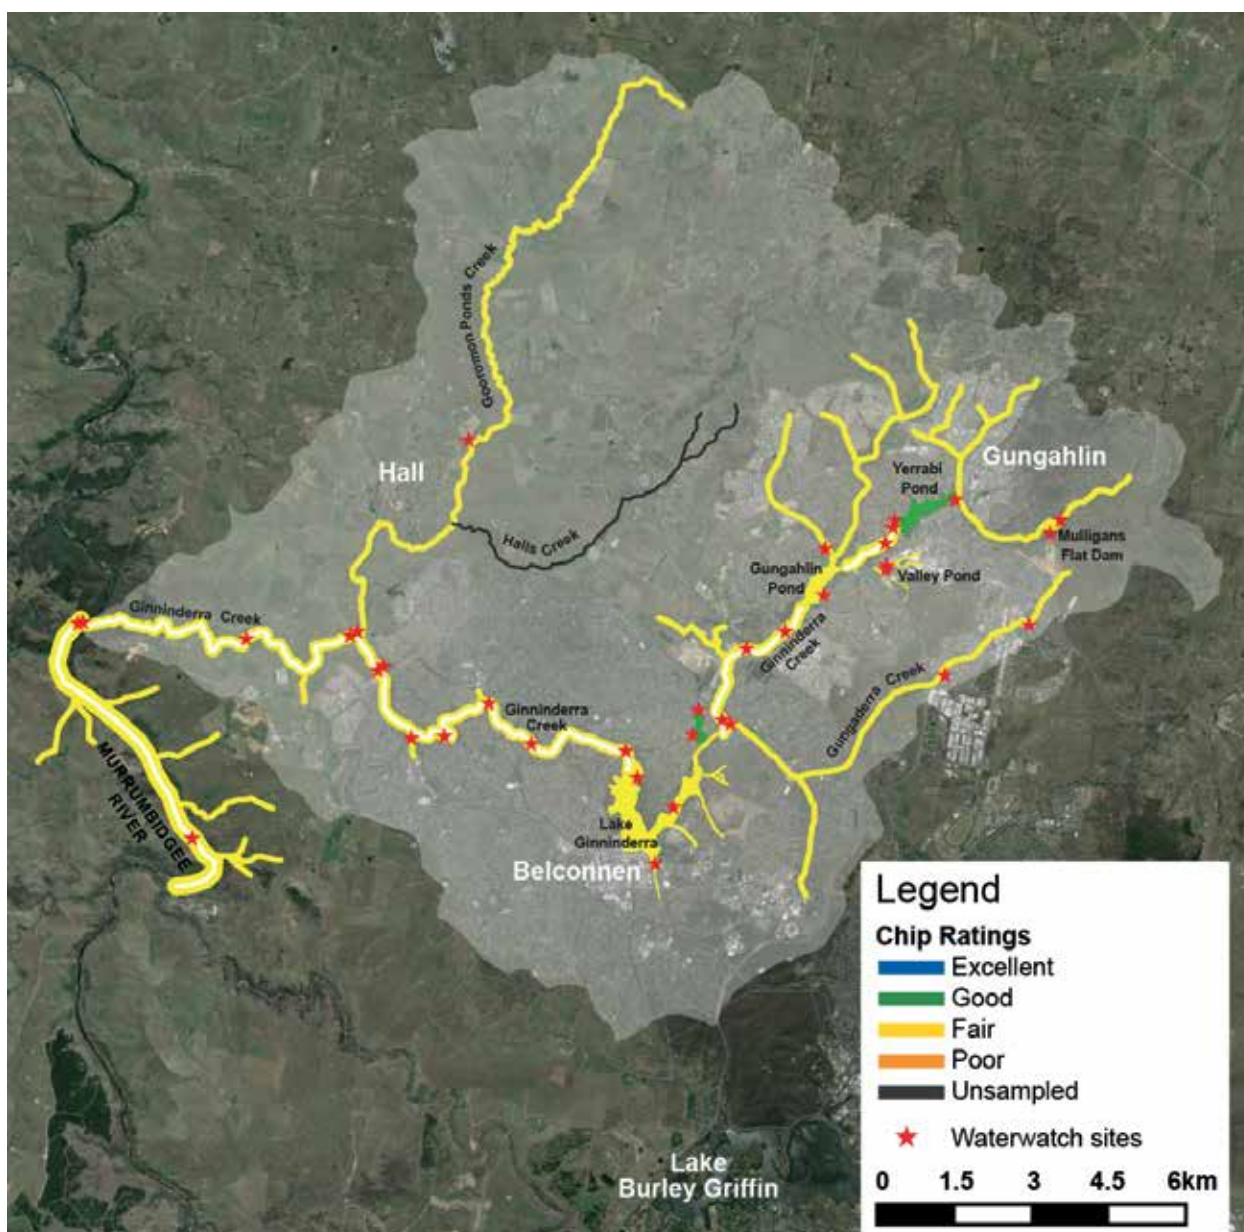 Gooromon Ponds Creek
Hall
Halls Creek
Gungahlin
Yerrabi
Pond
Mulligans
Flat Dam
Gungahlin
Pond
Valley Pond
Ginninderra Creek
Ginninderra
Creek
Gungaderra Creek
Ginninderra
Creek
MURRUMBIDGEE
RIVER
Lake
Ginninderra
Belconnen
Legend
Chip Ratings
Excellent
Good
Fair
Poor
Unsampled
Waterwatch sites
0 1.5 3 4.5 6km
Lake
Burley Griffin